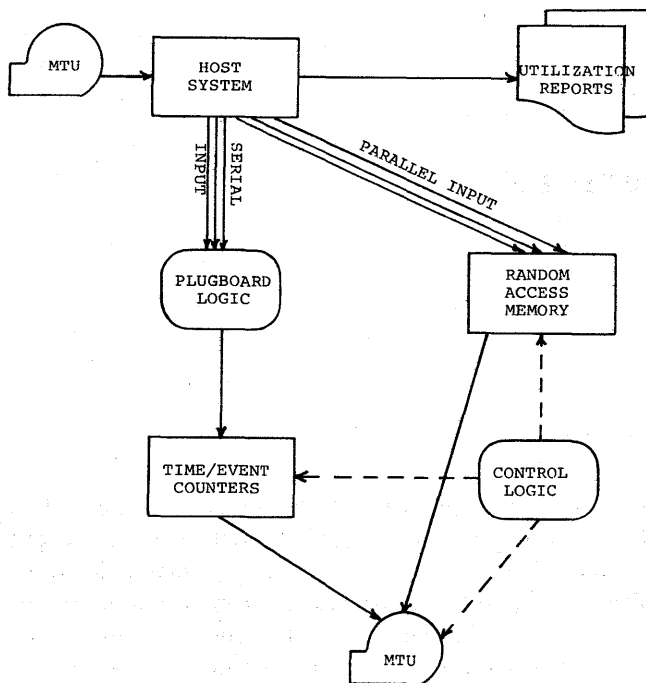 MTU
HOST
SYSTEM
UTILIZATION
REPORTS
SERIAL
INPUT
PARALLEL INPUT
PLUGBOARD
LOGIC
RANDOM
ACCESS
MEMORY
TIME/EVENT
COUNTERS
CONTROL
LOGIC
MTU